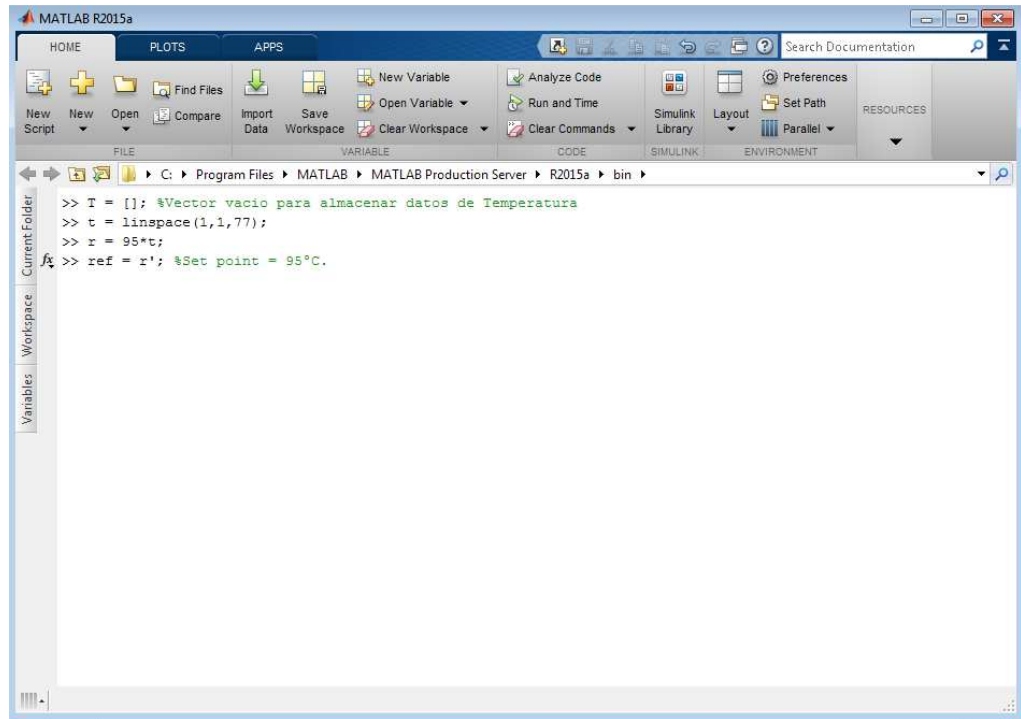 MATLAB R2015a
HOME PLOTS APPS Search Documentation
New Script
New
Open
Find Files
Compare
FILE
Import Data
Save Workspace
New Variable
Open Variable
Clear Workspace
VARIABLE
Analyze Code
Run and Time
Clear Commands
CODE
Simulink Library
SIMULINK
Layout
Preferences
Set Path
Parallel
ENVIRONMENT
RESOURCES
C: Program Files MATLAB MATLAB Production Server R2015a bin
Current Folder
Workspace
Variables
>> T = []; %Vector vacio para almacenar datos de Temperatura
>> t = linspace(1,1,77);
>> r = 95*t;
fx >> ref = r'; %Set point = 95°C.